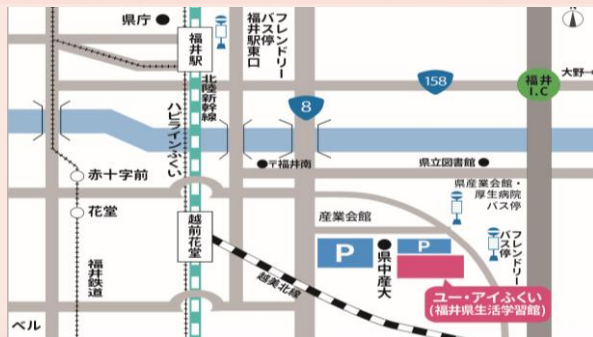 県庁
福井駅
フレンドリー
バス停
福井駅東口
北陸新幹線
ハピラインふくい
8
158
福井
I.C
大野→
N
〒福井南
県立図書館
赤十字前
花堂
福井鉄道
越前花堂
越美北線
産業会館
県産業会館・
厚生病院
バス停
フレンドリー
バス停
P
県中産大
P
ユー・アイふくい
(福井県生活学習館)
ベル